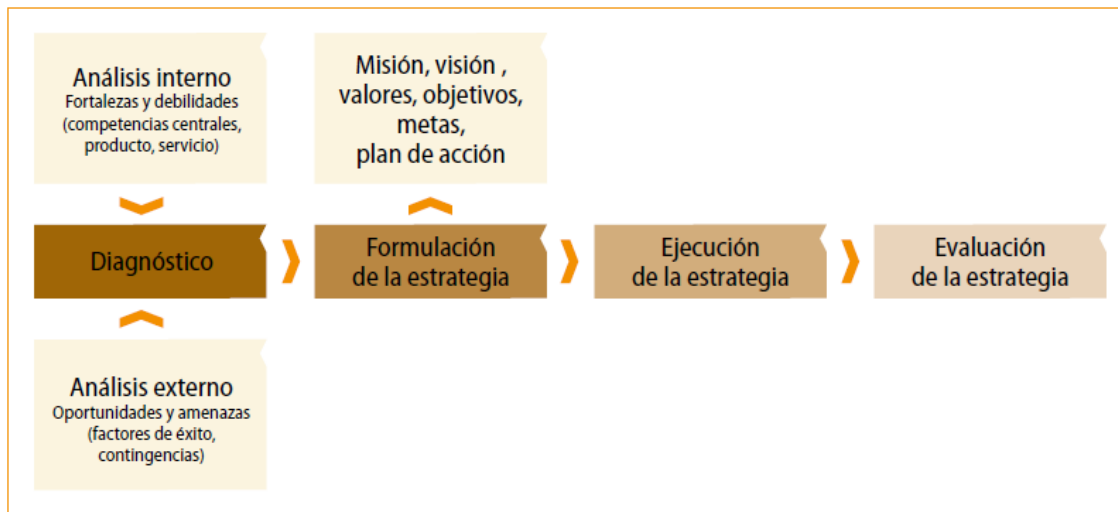 Análisis interno
Fortalezas y debilidades
(competencias centrales,
producto, servicio)
Misión, visión ,
valores, objetivos,
metas,
plan de acción
Diagnóstico
Formulación
de la estrategia
Ejecución
de la estrategia
Evaluación
de la estrategia
Análisis externo
Oportunidades y amenazas
(factores de éxito,
contingencias)